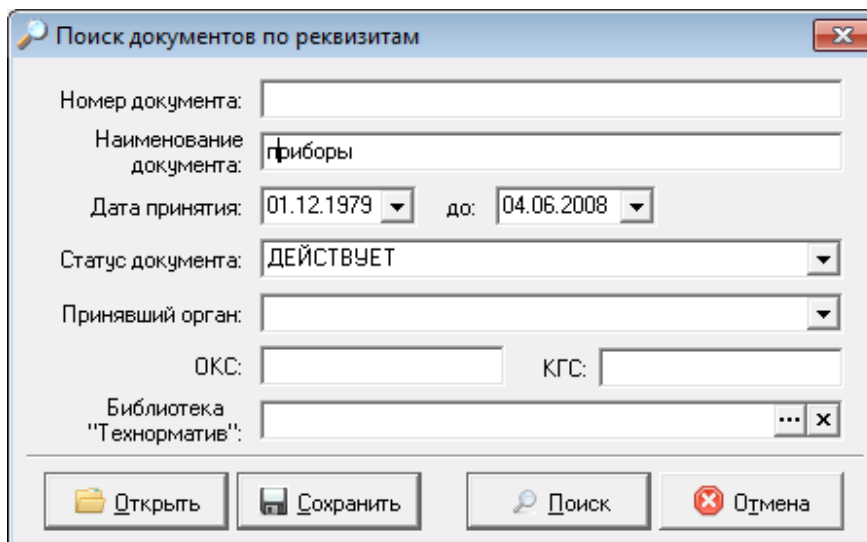 Поиск документов по реквизитам
Номер документа:
Наименование
документа:
приборы
Дата принятия: 01.12.1979 до: 04.06.2008
Статус документа: ДЕЙСТВУЕТ
Принявший орган:
ОКС: КГС:
Библиотека
"Технорматив":
Открыть Сохранить Поиск Отмена